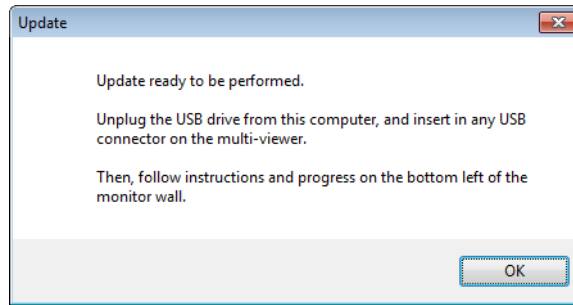 Update
Update ready to be performed.
Unplug the USB drive from this computer, and insert in any USB
connector on the multi-viewer.
Then, follow instructions and progress on the bottom left of the
monitor wall.
OK